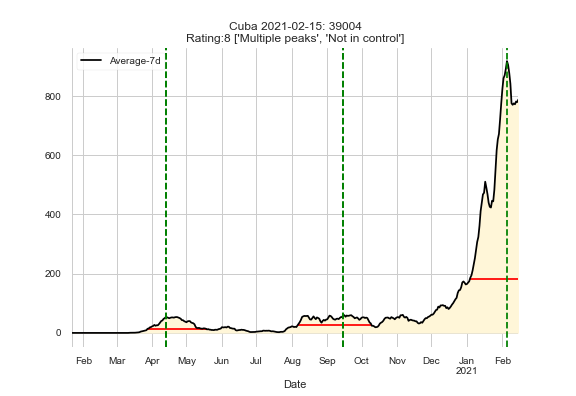 Cuba 2021-02-15: 39004
Rating:8 ['Multiple peaks', 'Not in control']
Average-7d
800
600
400
200
0
Feb Mar Apr May Jun Jul Aug Sep Oct Nov Dec Jan Feb
2021
Date